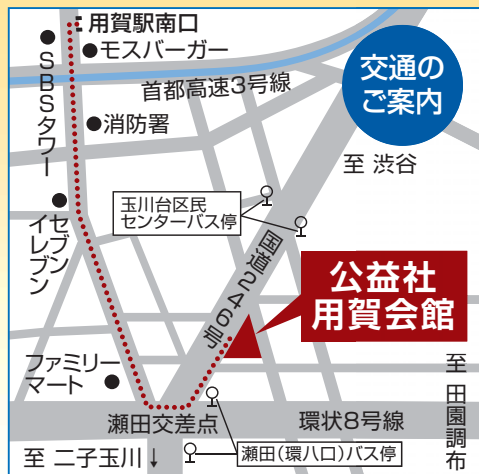 用賀駅南口
モスバーガー
SBSタワー
首都高速3号線
交通の
ご案内
消防署
至 渋谷
玉川台区民
センターバス停
セブン
イレブン
国道246号
公益社
用賀会館
ファミリー
マート
至 田園調布
瀬田交差点
環状8号線
至 二子玉川↓
瀬田(環八口)バス停